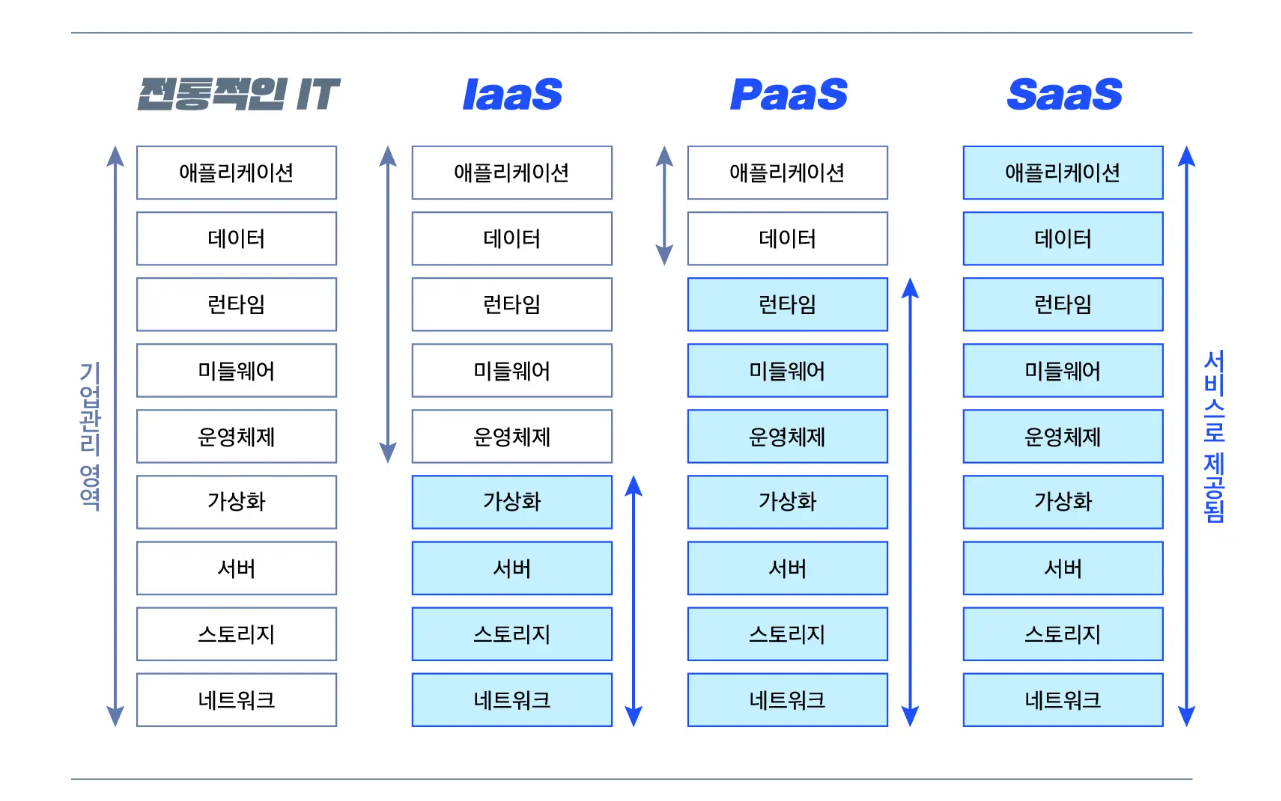 전통적인 IT
IaaS
PaaS
SaaS
애플리케이션
애플리케이션
애플리케이션
애플리케이션
데이터
데이터
데이터
데이터
런타임
런타임
런타임
런타임
미들웨어
미들웨어
미들웨어
미들웨어
운영체제
운영체제
운영체제
운영체제
가상화
가상화
가상화
가상화
서버
서버
서버
서버
스토리지
스토리지
스토리지
스토리지
네트워크
네트워크
네트워크
네트워크
기업관리 영역
서비스로 제공됨